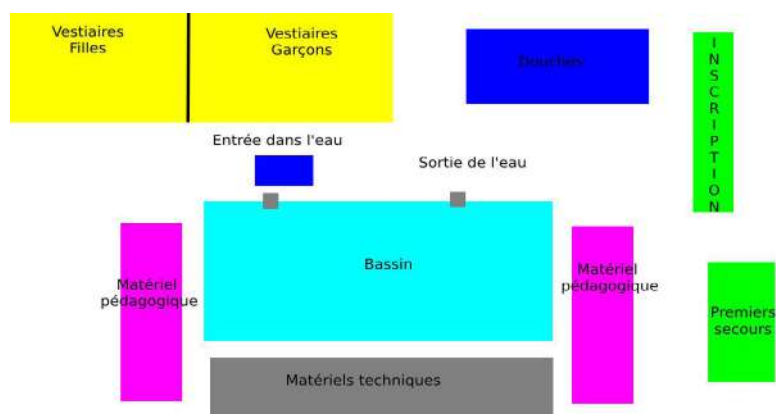 Vestiaires
Filles
Vestiaires
Garçons
Douches
INSCRIPTION
Entrée dans l'eau
Sortie de l'eau
Matériel
pédagogique
Bassin
Matériel
pédagogique
Premiers
secours
Matériels techniques